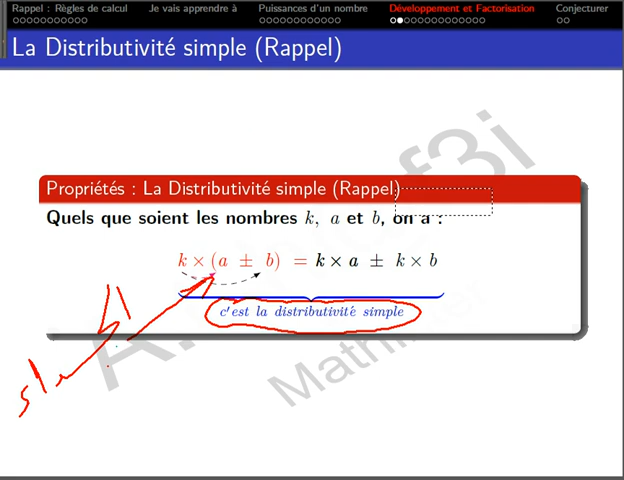 Rappel : Règles de calcul Je vais apprendre à Puissances d'un nombre Développement et Factorisation Conjecturer
La Distributivité simple (Rappel)
Propriétés : La Distributivité simple (Rappel)
Quels que soient les nombres k, a et b, on a :
k × (a ± b) = k × a ± k × b
c'est la distributivité simple